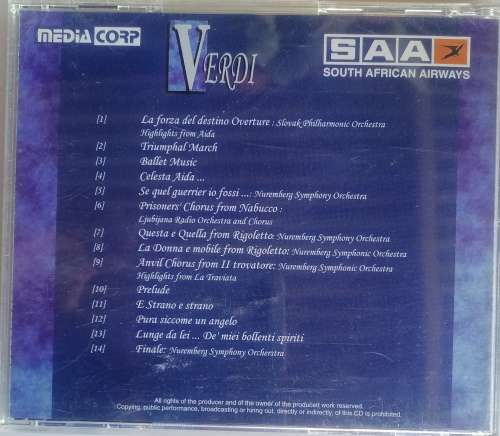 MEDIA CORP
VERDI
SAA
SOUTH AFRICAN AIRWAYS
[1] La forza del destino Overture : Slovak Philharmonic Orchestra
Highlights from Aida
[2] Triumphal March
[3] Ballet Music
[4] Celesta Aida ...
[5] Se quel guerrier io fossi ...: Nuremberg Symphony Orchestra
[6] Prisoners' Chorus from Nabucco :
Ljubijana Radio Orchestra and Chorus
[7] Questa e Quella from Rigoletto: Nuremberg Symphony Orchestra
[8] La Donna e mobile from Rigoletto: Nuremberg Symphonic Orchestra
[9] Anvil Chorus from II trovatore: Nuremberg Symphonic Orchestra
Highlights from La Traviata
[10] Prelude
[11] E Strano e strano
[12] Pura siccome un angelo
[13] Lunge da lei ... De' miei bollenti spiriti
[14] Finale: Nuremberg Symphony Orcherstra
All rights of the producer and of the owner of the producelt work reserved.
Copying, public performance, broadcasting or hiring out, directly or indirectly, of this CD is prohibited.